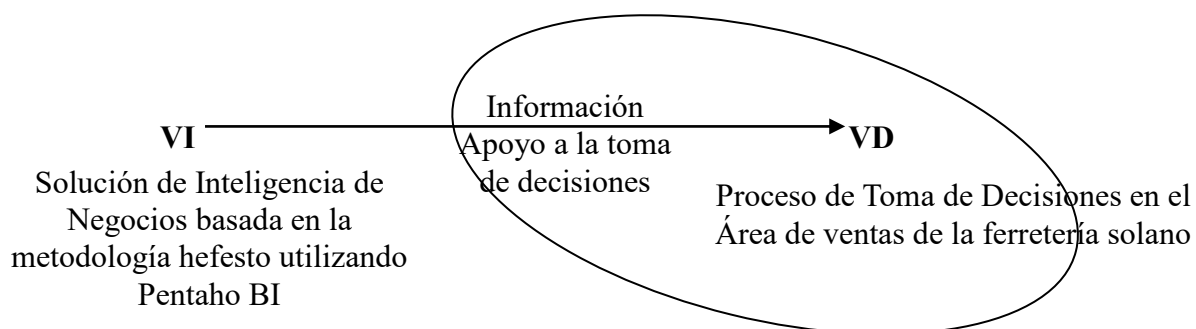 Información
VI
Apoyo a la toma
de decisiones
VD
Solución de Inteligencia de
Negocios basada en la
metodología hefesto utilizando
Pentaho BI
Proceso de Toma de Decisiones en el
Área de ventas de la ferretería solano